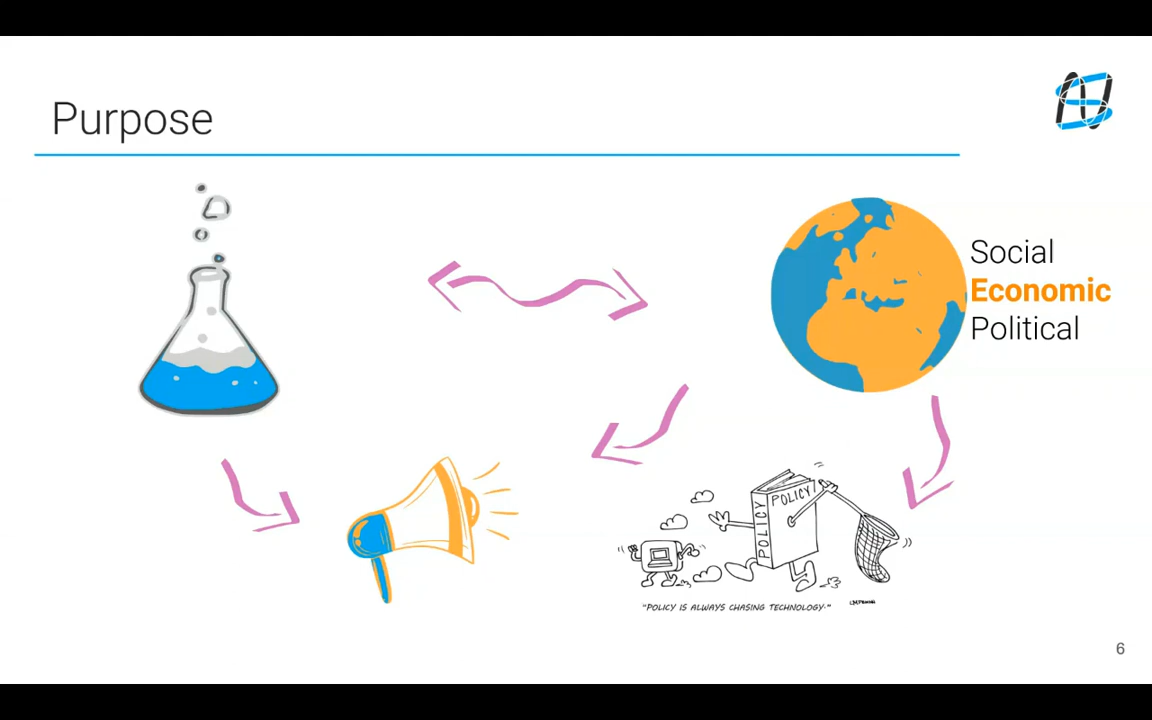 Purpose
Social
Economic
Political
POLICY
POLICY
"POLICY IS ALWAYS CHASING TECHNOLOGY."
6